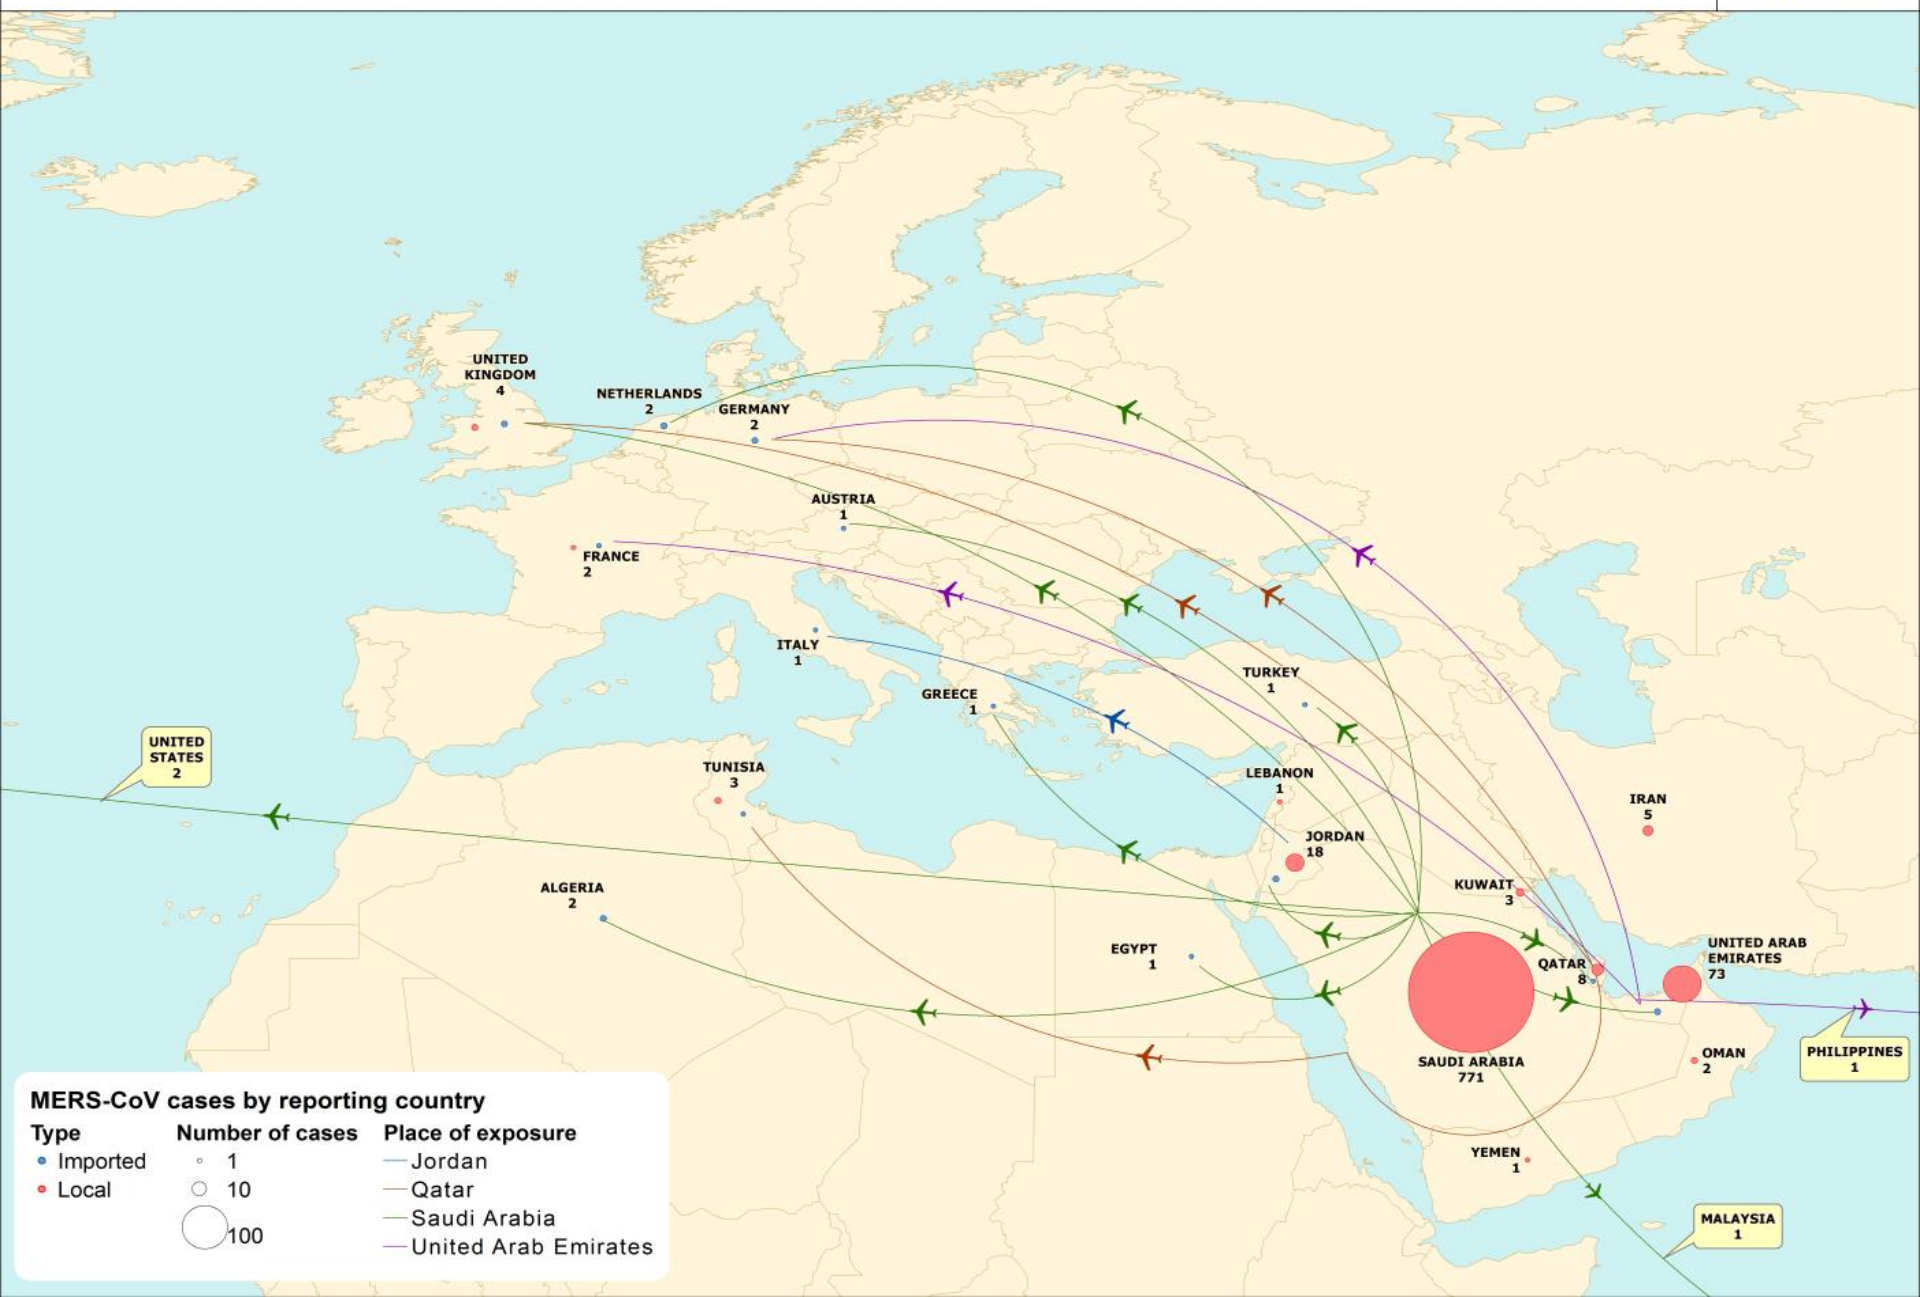 UNITED
KINGDOM
4
NETHERLANDS
2
GERMANY
2
AUSTRIA
1
FRANCE
2
ITALY
1
GREECE
1
TURKEY
1
UNITED
STATES
2
TUNISIA
3
LEBANON
1
IRAN
5
JORDAN
18
ALGERIA
2
KUWAIT
3
EGYPT
1
QATAR
8
UNITED ARAB
EMIRATES
73
SAUDI ARABIA
771
OMAN
2
PHILIPPINES
1
YEMEN
1
MALAYSIA
1
MERS-CoV cases by reporting country
Type
Imported
Local
Number of cases
1
10
100
Place of exposure
Jordan
Qatar
Saudi Arabia
United Arab Emirates